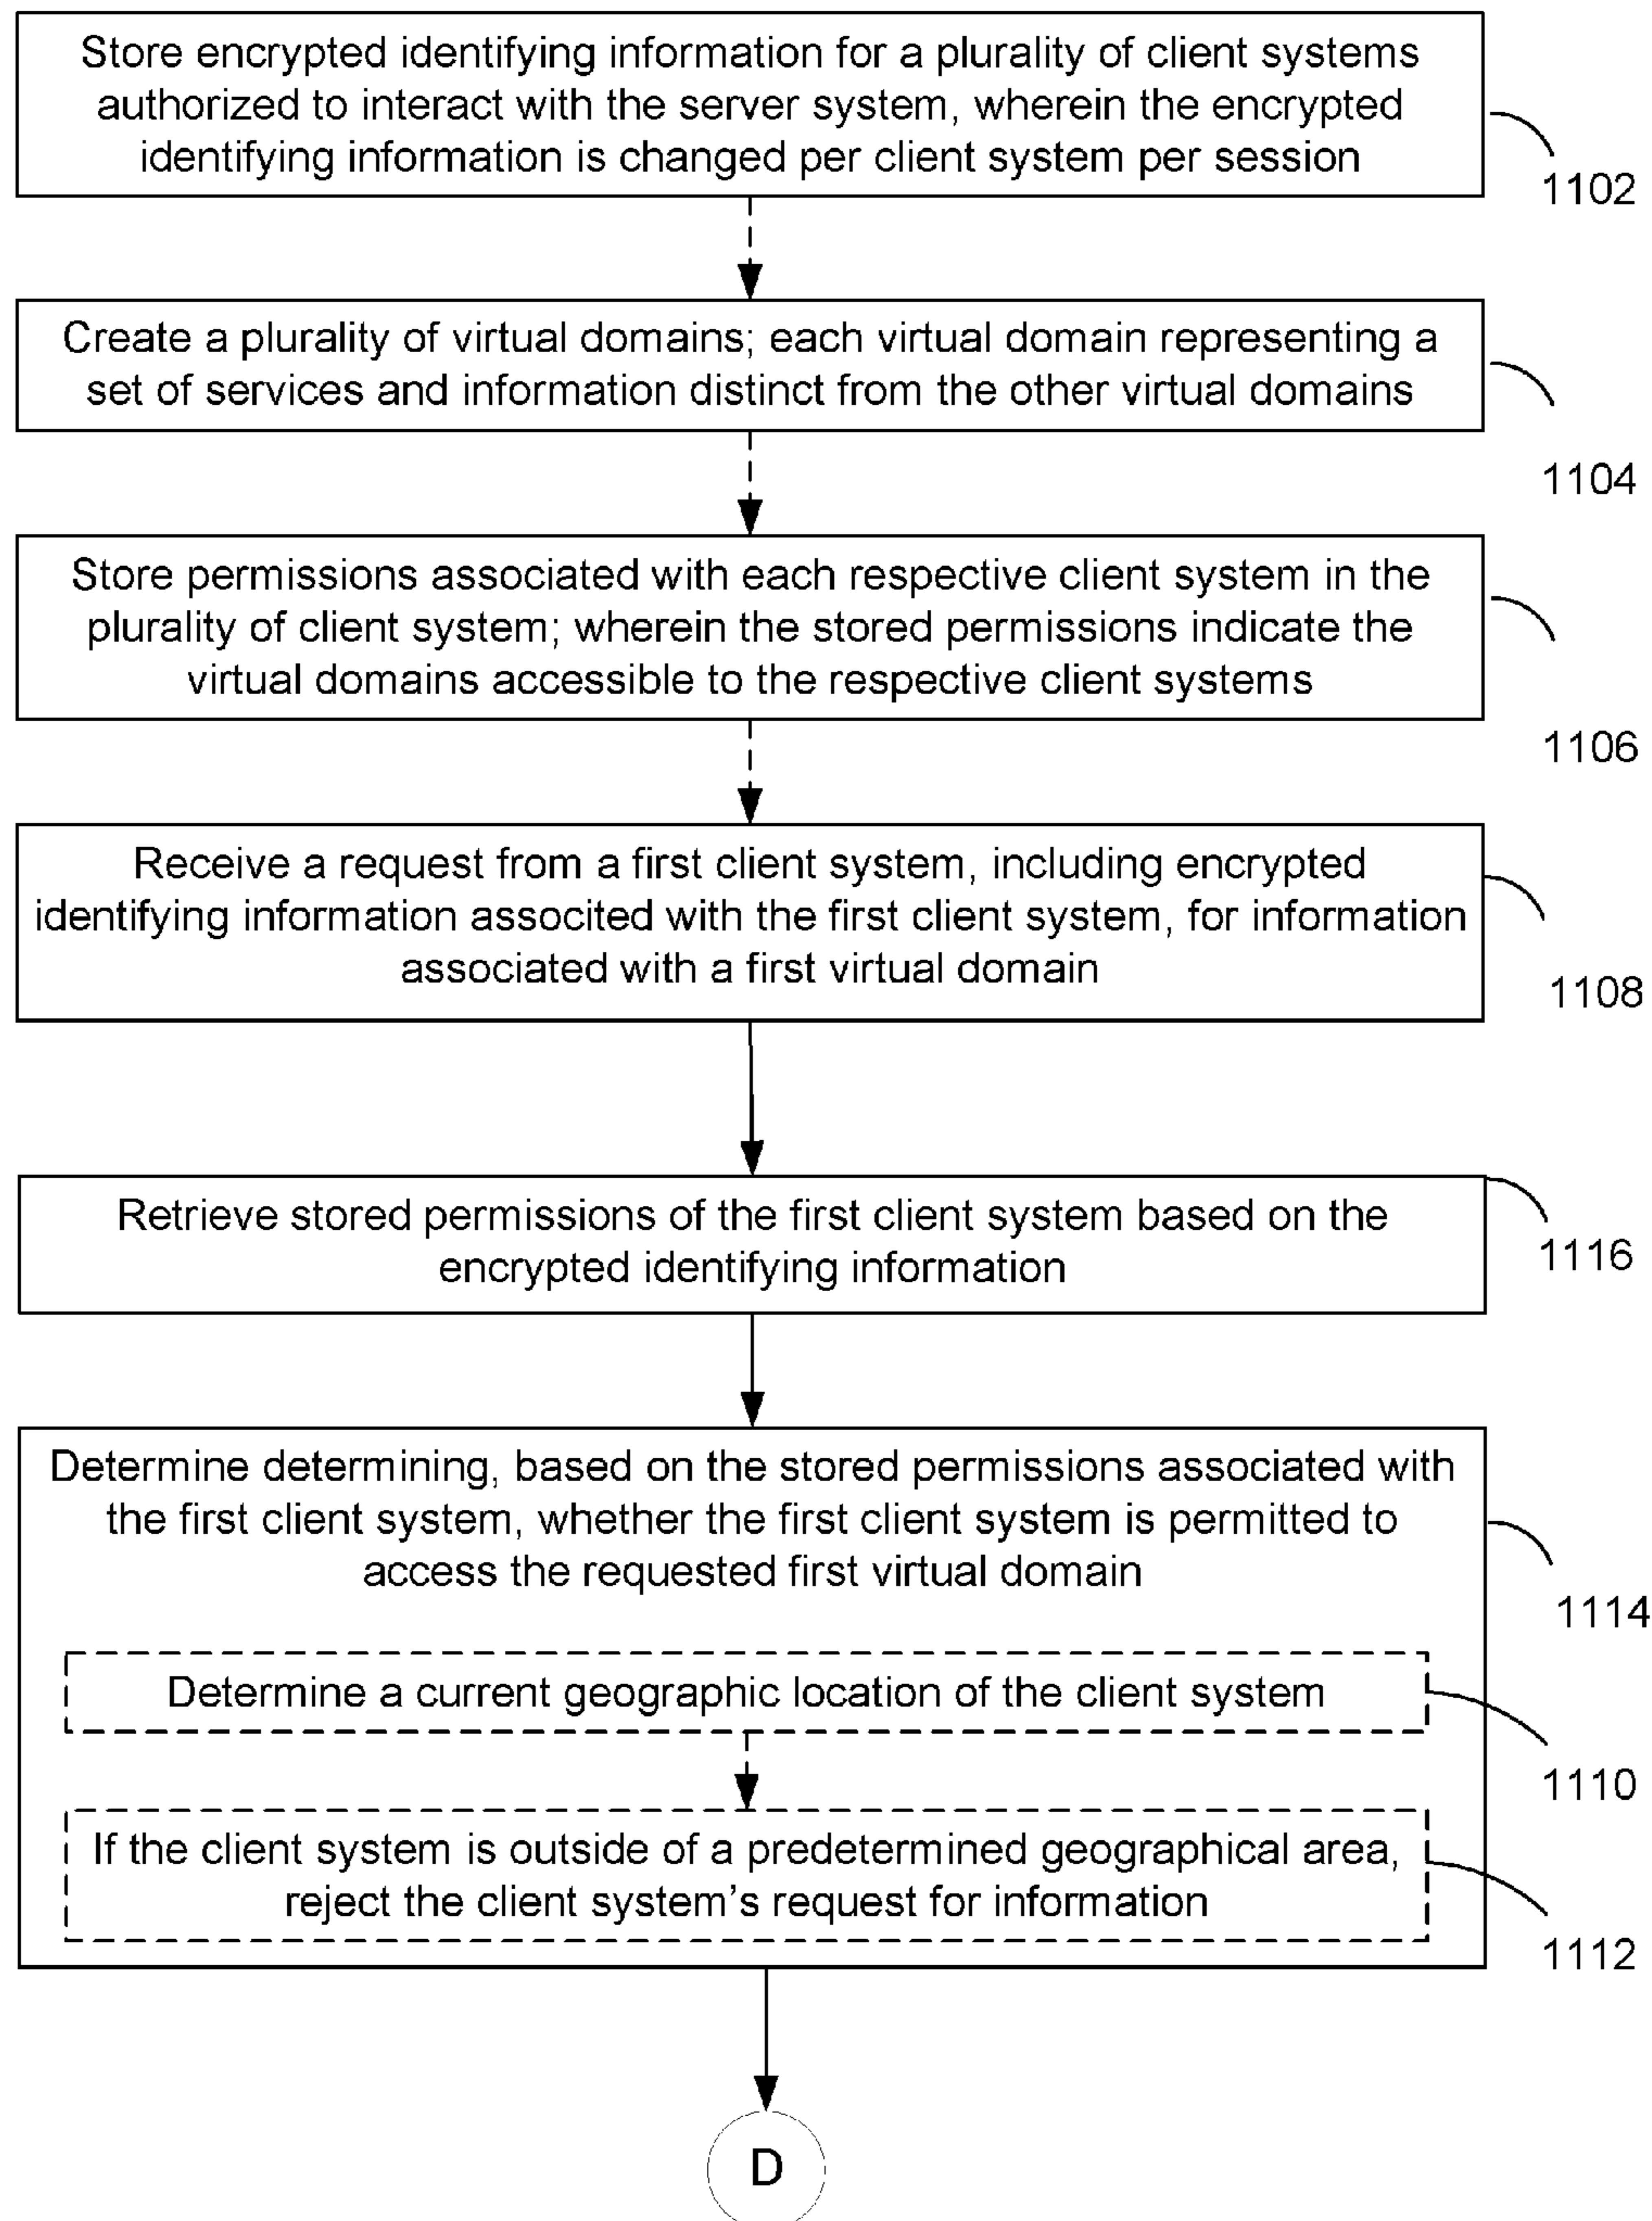 Store encrypted identifying information for a plurality of client systems
authorized to interact with the server system, wherein the encrypted
identifying information is changed per client system per session
1102
Create a plurality of virtual domains; each virtual domain representing a
set of services and information distinct from the other virtual domains
1104
Store permissions associated with each respective client system in the
plurality of client system; wherein the stored permissions indicate the
virtual domains accessible to the respective client systems
1106
Receive a request from a first client system, including encrypted
identifying information associted with the first client system, for information
associated with a first virtual domain
1108
Retrieve stored permissions of the first client system based on the
encrypted identifying information
1116
Determine determining, based on the stored permissions associated with
the first client system, whether the first client system is permitted to
access the requested first virtual domain
1114
Determine a current geographic location of the client system
1110
If the client system is outside of a predetermined geographical area,
reject the client system's request for information
1112
D